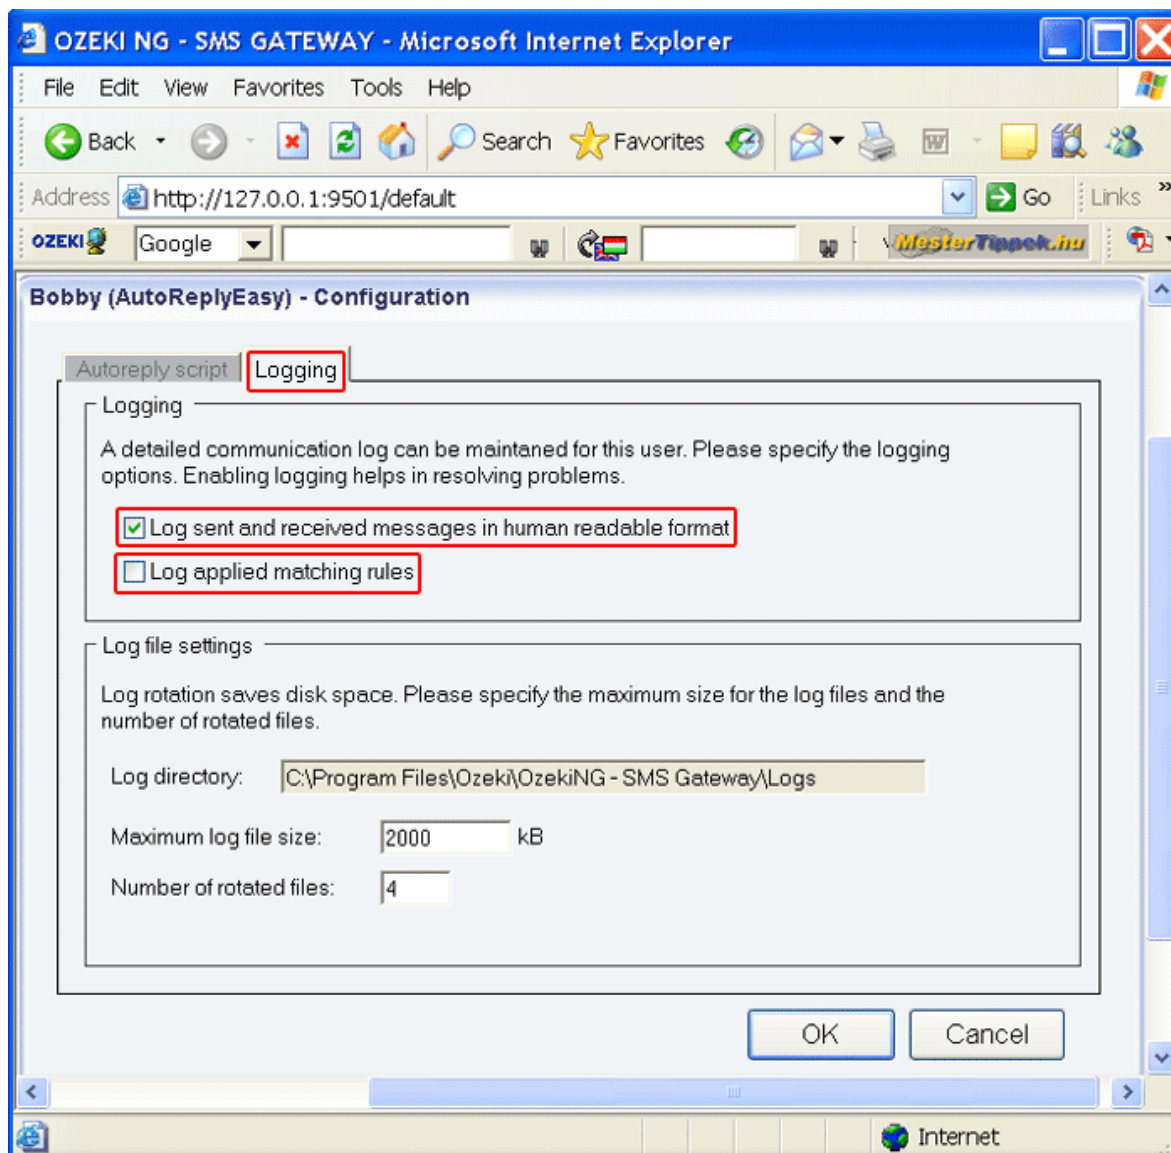 OZEKI NG - SMS GATEWAY - Microsoft Internet Explorer
File Edit View Favorites Tools Help
Back Search Favorites W
Address http://127.0.0.1:9501/default Go Links »
OZEKI Google MesterTippek.hu
Bobby (AutoReplyEasy) - Configuration
Autoreply script Logging
Logging
A detailed communication log can be maintaned for this user. Please specify the logging
options. Enabling logging helps in resolving problems.
Log sent and received messages in human readable format
Log applied matching rules
Log file settings
Log rotation saves disk space. Please specify the maximum size for the log files and the
number of rotated files.
Log directory: C:\Program Files\Ozeki\OzekiNG - SMS Gateway\Logs
Maximum log file size: 2000 kB
Number of rotated files: 4
OK Cancel
Internet